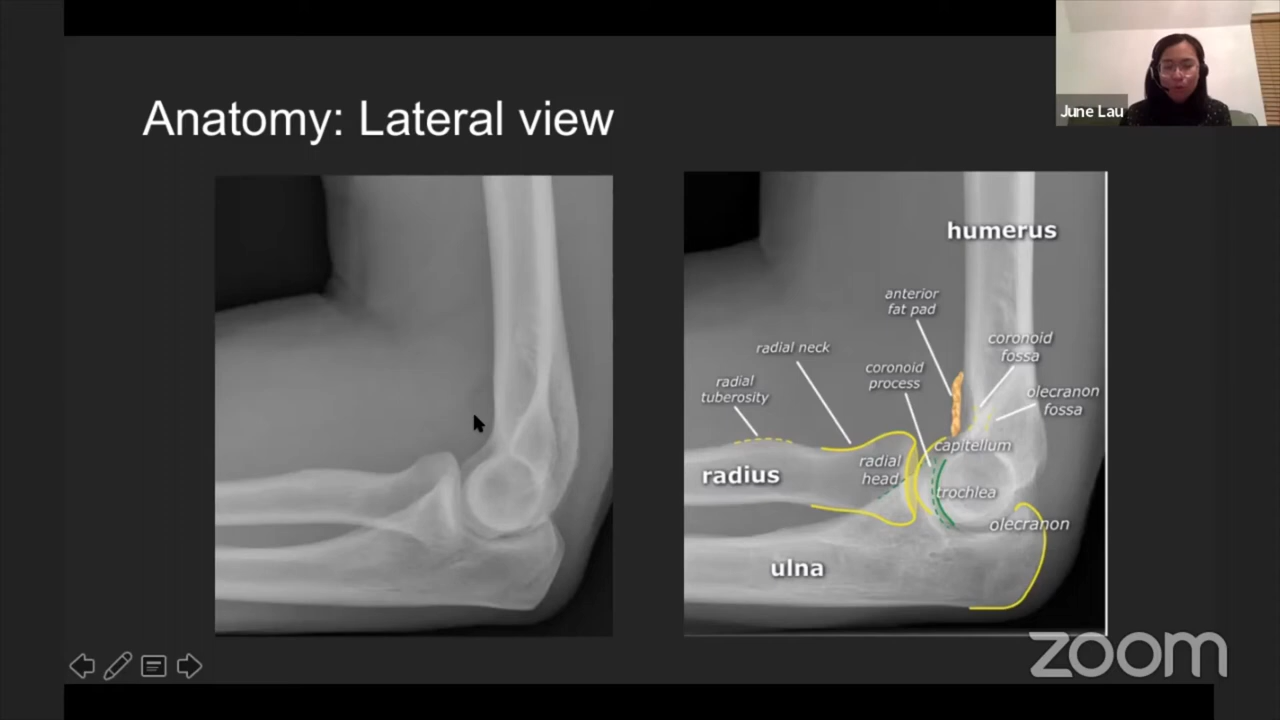 June Lau
Anatomy: Lateral view
humerus
anterior
fat pad
coronoid
fossa
radial neck
coronoid
process
radial
tuberosity
olecranon
fossa
capitellum
radial
head
radius
trochlea
olecranon
ulna
zoom